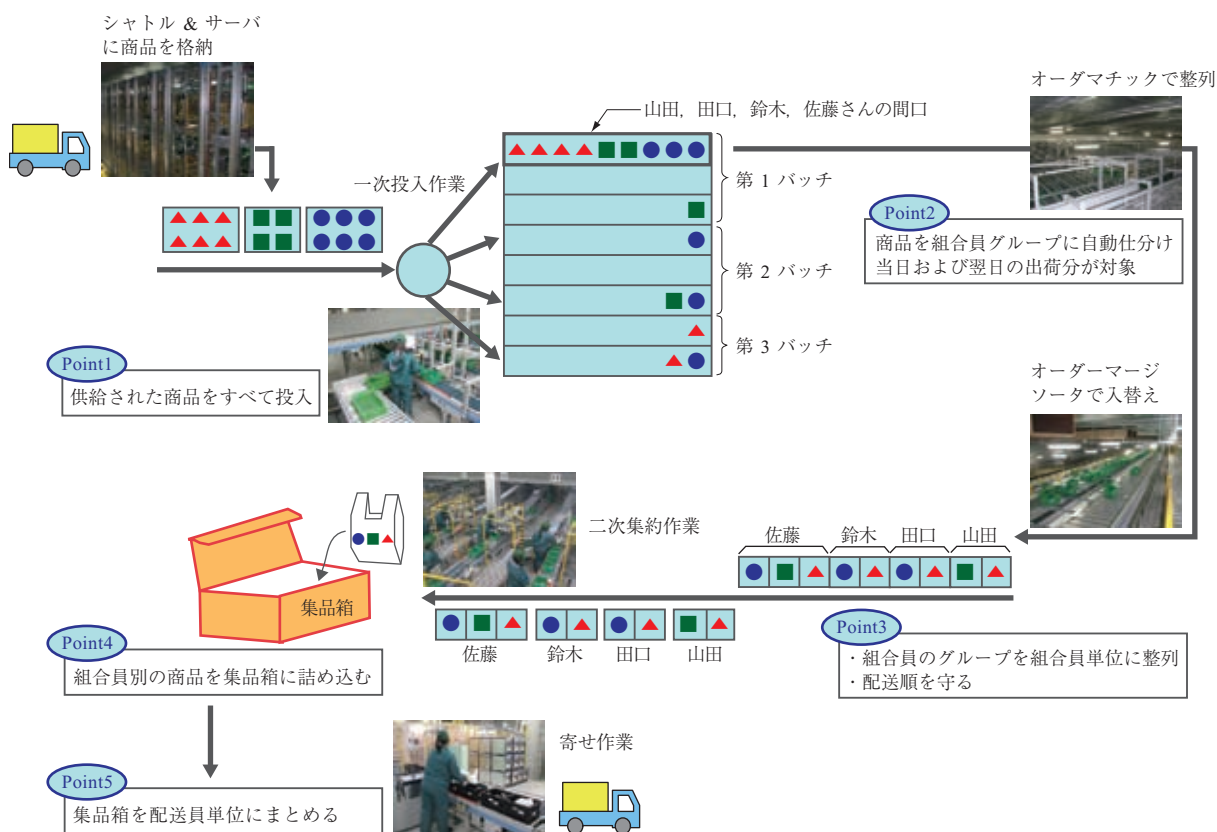 シャトル & サーバ
に商品を格納
山田, 田口, 鈴木, 佐藤さんの間口
オーダマチックで整列
一次投入作業
第 1 バッチ
第 2 バッチ
第 3 バッチ
Point1
供給された商品をすべて投入
Point2
商品を組合員グループに自動仕分け
当日および翌日の出荷分が対象
オーダーマージ
ソータで入替え
二次集約作業
佐藤
鈴木
田口
山田
佐藤
鈴木
田口
山田
Point3
・組合員のグループを組合員単位に整列
・配送順を守る
集品箱
Point4
組合員別の商品を集品箱に詰め込む
寄せ作業
Point5
集品箱を配送員単位にまとめる